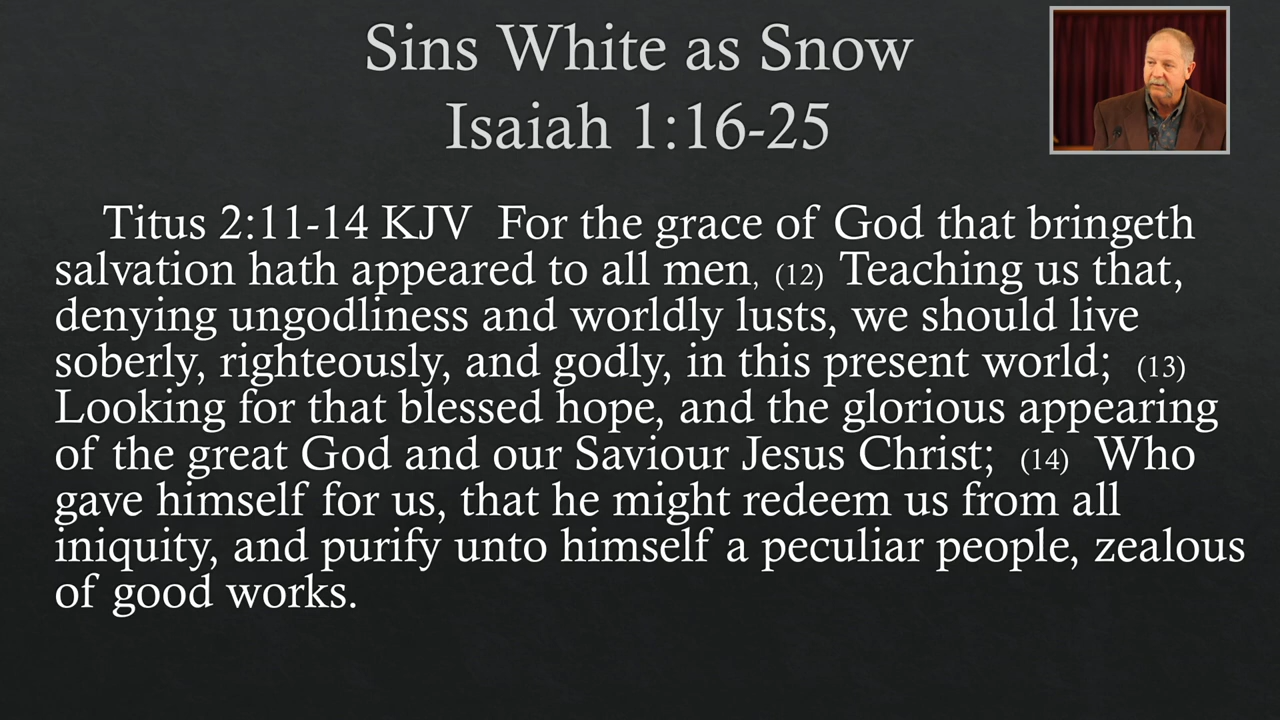 Sins White as Snow
Isaiah 1:16-25
Titus 2:11-14 KJV  For the grace of God that bringeth
salvation hath appeared to all men, (12) Teaching us that,
denying ungodliness and worldly lusts, we should live
soberly, righteously, and godly, in this present world;  (13)
Looking for that blessed hope, and the glorious appearing
of the great God and our Saviour Jesus Christ;  (14)  Who
gave himself for us, that he might redeem us from all
iniquity, and purify unto himself a peculiar people, zealous
of good works.